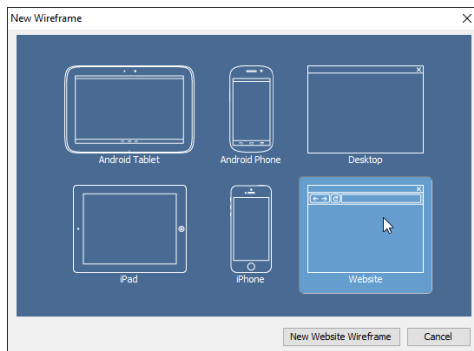 New Wireframe
Android Tablet
Android Phone
Desktop
iPad
iPhone
Website
New Website Wireframe
Cancel